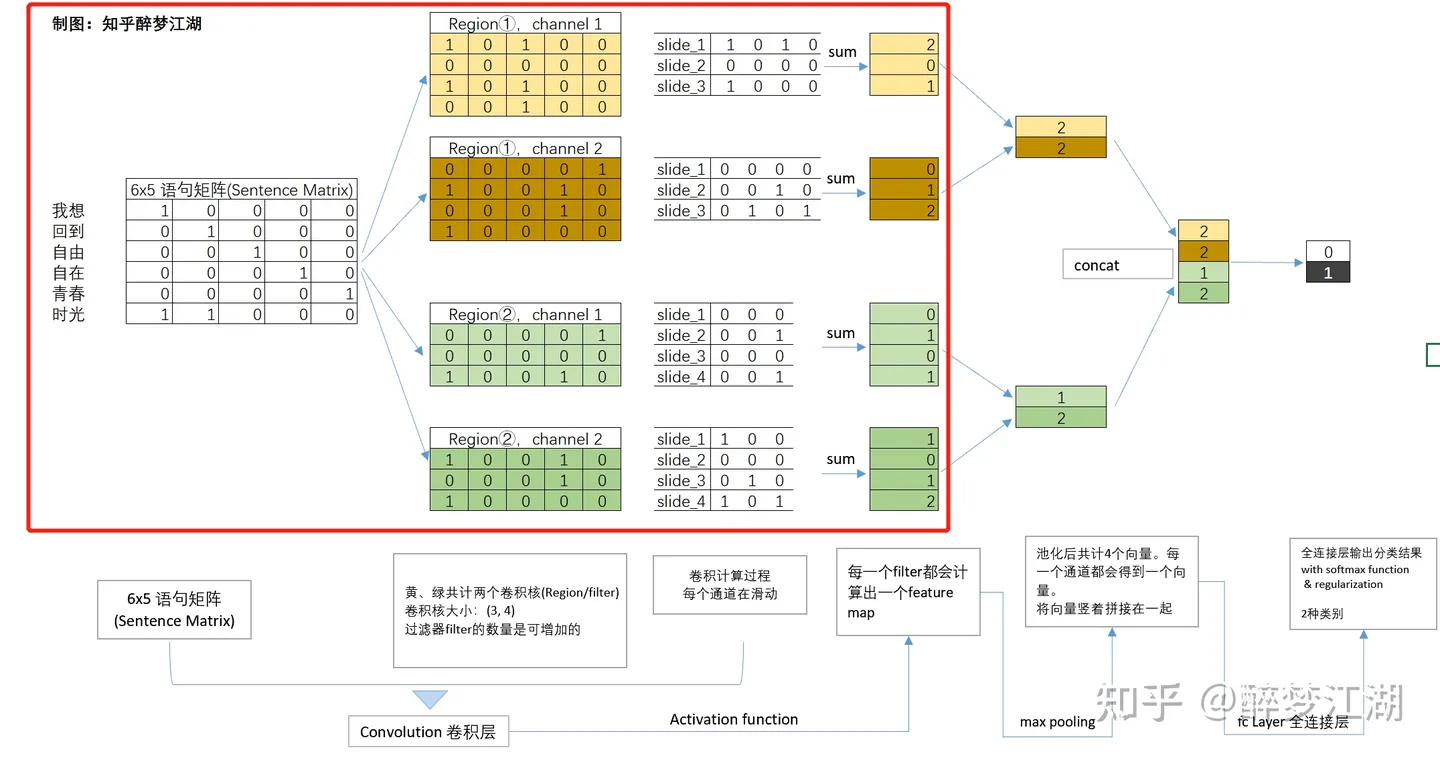 制图：知乎醉梦江湖
6x5 语句矩阵(Sentence Matrix)
我想 1 0 0 0 0
回到 0 1 0 0 0
自由 0 0 1 0 0
自在 0 0 0 1 0
青春 0 0 0 0 1
时光 1 1 0 0 0
Region①，channel 1
1 0 1 0 0
0 0 0 0 0
1 0 1 0 0
0 0 1 0 0
slide_1 1 0 1 0
slide_2 0 0 0 0
slide_3 1 0 0 0
sum
2
0
1
Region①，channel 2
0 0 0 0 1
1 0 0 1 0
0 0 0 1 0
1 0 0 0 0
slide_1 0 0 0 0
slide_2 0 0 1 0
slide_3 0 1 0 1
sum
0
1
2
Region②，channel 1
0 0 0 0 1
0 0 0 0 0
1 0 0 1 0
slide_1 0 0 0
slide_2 0 0 1
slide_3 0 0 0
slide_4 0 0 1
sum
0
1
0
1
Region②，channel 2
1 0 0 1 0
0 0 0 1 0
1 0 0 0 0
slide_1 1 0 0
slide_2 0 0 0
slide_3 0 1 0
slide_4 1 0 1
sum
1
0
1
2
2
2
1
2
concat
2
2
1
2
0
1
6x5 语句矩阵
(Sentence Matrix)
黄、绿共计两个卷积核(Region/filter)
卷积核大小：(3, 4)
过滤器filter的数量是可增加的
卷积计算过程
每个通道在滑动
每一个filter都会计
算出一个feature
map
池化后共计4个向量。每
一个通道都会得到一个向
量。
将向量竖着拼接在一起
全连接层输出分类结果
with softmax function
& regularization
2种类别
Convolution 卷积层
Activation function
max pooling
fc Layer 全连接层
知乎 @醉梦江湖